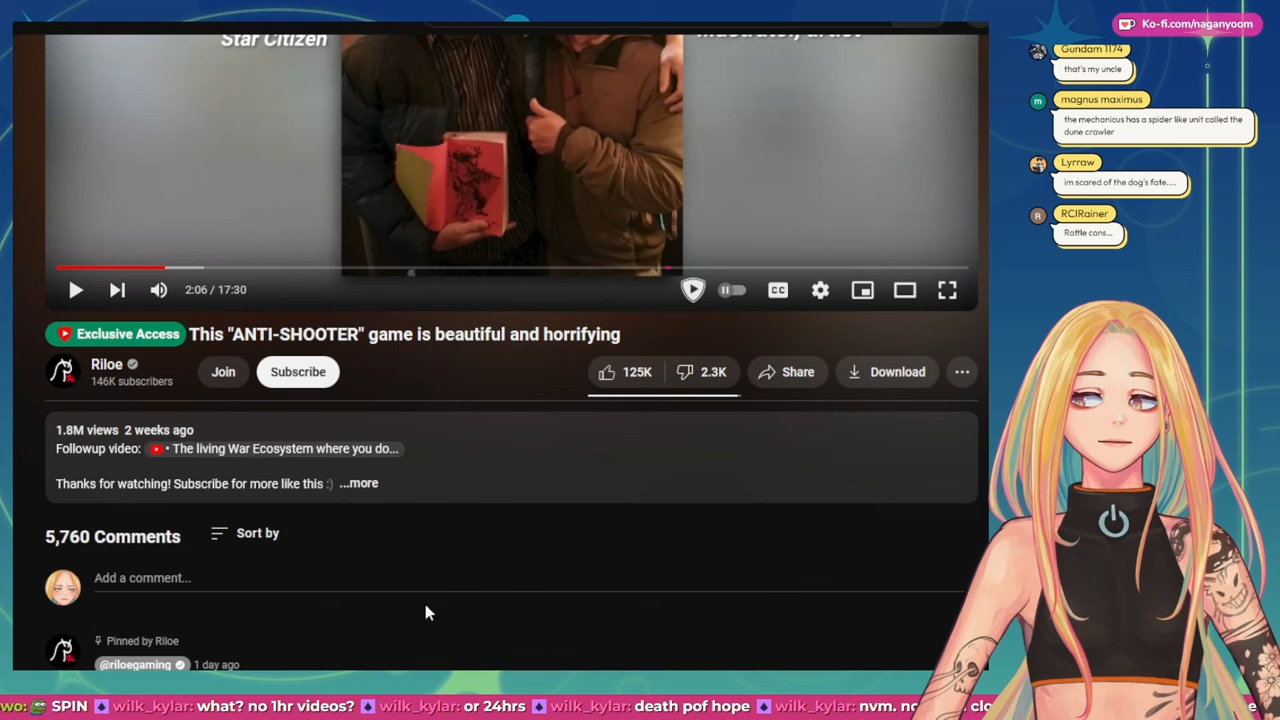 Ko-fi.com/naganyoom
Star Citizen
Gundam 1174
that's my uncle
magnus maximus
the mechanicus has a spider like unit called the
dune crawler
Lyrraw
im scared of the dog's fate....
RCIRainer
Rattle cans...
2:06 / 17:30
CC
Exclusive Access This "ANTI-SHOOTER" game is beautiful and horrifying
Riloe
146K subscribers
Join
Subscribe
125K
2.3K
Share
Download
1.8M views 2 weeks ago
Followup video: • The living War Ecosystem where you do...
Thanks for watching! Subscribe for more like this :) ...more
5,760 Comments
Sort by
Add a comment...
Pinned by Riloe
@riloegaming 1 day ago
wo: SPIN wilk_kylar: what? no 1hr videos? wilk_kylar: or 24hrs wilk_kylar: death pof hope wilk_kylar: nvm.